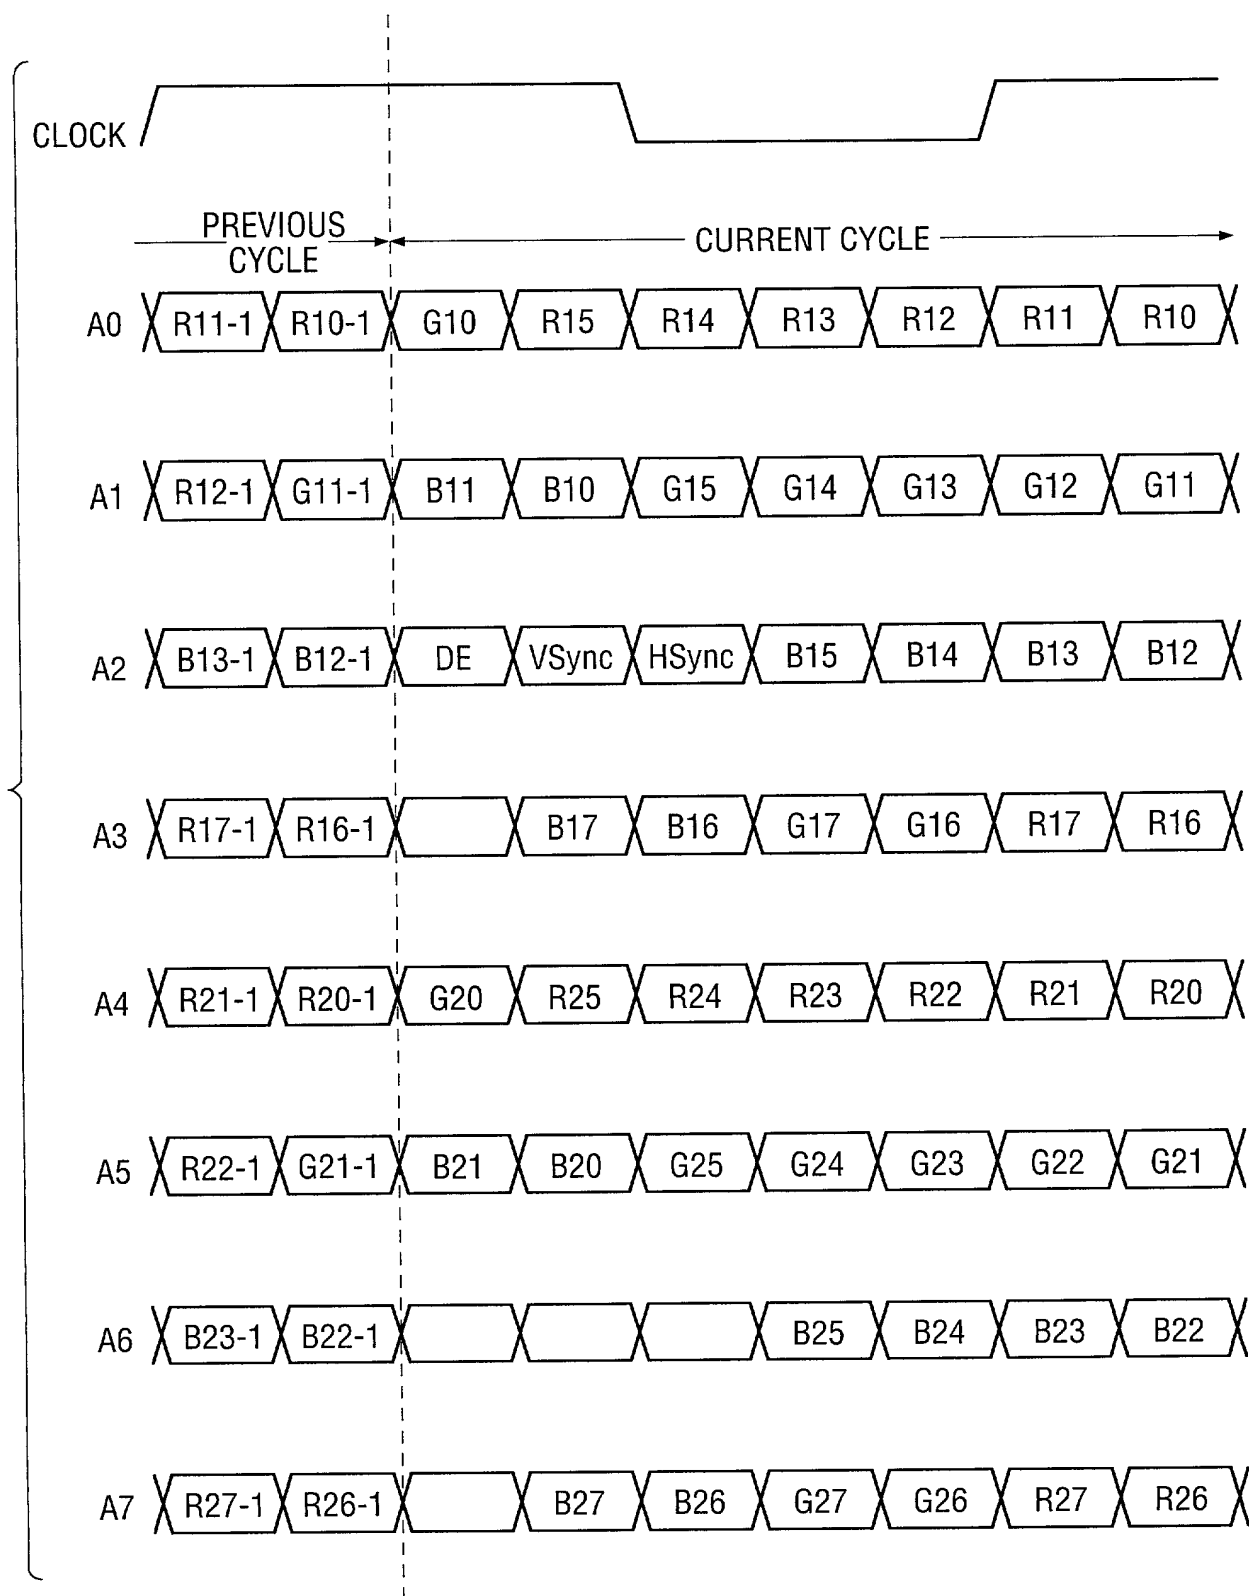 CLOCK
PREVIOUS CYCLE
CURRENT CYCLE
A0 R11-1 R10-1 G10 R15 R14 R13 R12 R11 R10
A1 R12-1 G11-1 B11 B10 G15 G14 G13 G12 G11
A2 B13-1 B12-1 DE VSync HSync B15 B14 B13 B12
A3 R17-1 R16-1 B17 B16 G17 G16 R17 R16
A4 R21-1 R20-1 G20 R25 R24 R23 R22 R21 R20
A5 R22-1 G21-1 B21 B20 G25 G24 G23 G22 G21
A6 B23-1 B22-1 B25 B24 B23 B22
A7 R27-1 R26-1 B27 B26 G27 G26 R27 R26